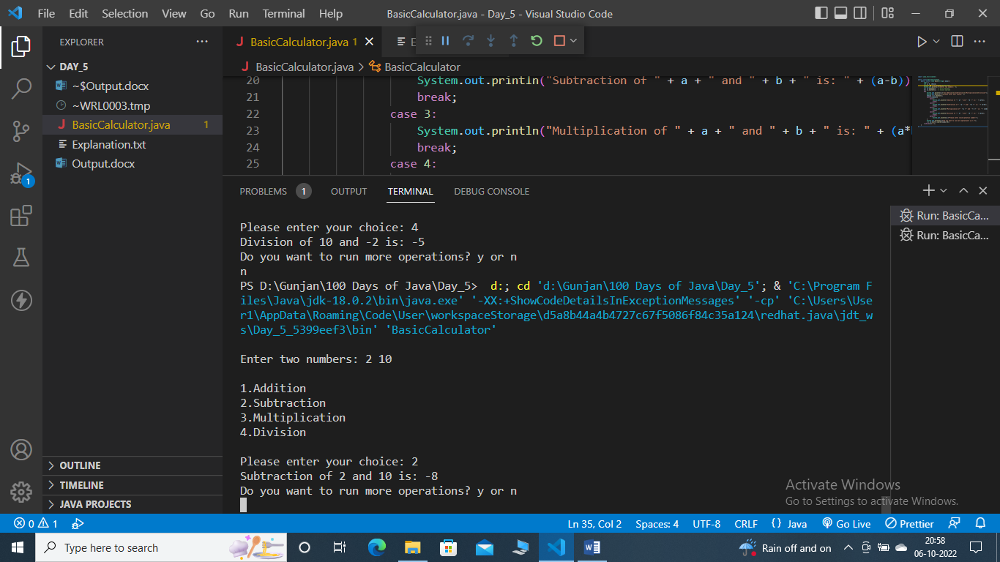 File Edit Selection View Go Run Terminal Help BasicCalculator.java - Day_5 - Visual Studio Code
EXPLORER
DAY_5
~$Output.docx
~WRL0003.tmp
BasicCalculator.java 1
Explanation.txt
Output.docx
OUTLINE
TIMELINE
JAVA PROJECTS
1
BasicCalculator.java 1
BasicCalculator.java > BasicCalculator
20 System.out.println("Subtraction of " + a + " and " + b + " is: " + (a-b))
21 break;
22 case 3:
23 System.out.println("Multiplication of " + a + " and " + b + " is: " + (a*
24 break;
25 case 4:
PROBLEMS 1 OUTPUT TERMINAL DEBUG CONSOLE
Please enter your choice: 4
Division of 10 and -2 is: -5
Do you want to run more operations? y or n
n
PS D:\Gunjan\100 Days of Java\Day_5>  d:; cd 'd:\Gunjan\100 Days of Java\Day_5'; & 'C:\Program F
iles\Java\jdk-18.0.2\bin\java.exe' '-XX:+ShowCodeDetailsInExceptionMessages' '-cp' 'C:\Users\Use
r1\AppData\Roaming\Code\User\workspaceStorage\d5a8b44a4b4727c67f5086f84c35a124\redhat.java\jdt_w
s\Day_5_5399eef3\bin' 'BasicCalculator'
Enter two numbers: 2 10
1.Addition
2.Subtraction
3.Multiplication
4.Division
Please enter your choice: 2
Subtraction of 2 and 10 is: -8
Do you want to run more operations? y or n
Run: BasicCa...
Run: BasicCa...
Activate Windows
Go to Settings to activate Windows.
0 1 Ln 35, Col 2 Spaces: 4 UTF-8 CRLF {} Java Go Live Prettier
Type here to search Rain off and on 20:58
06-10-2022